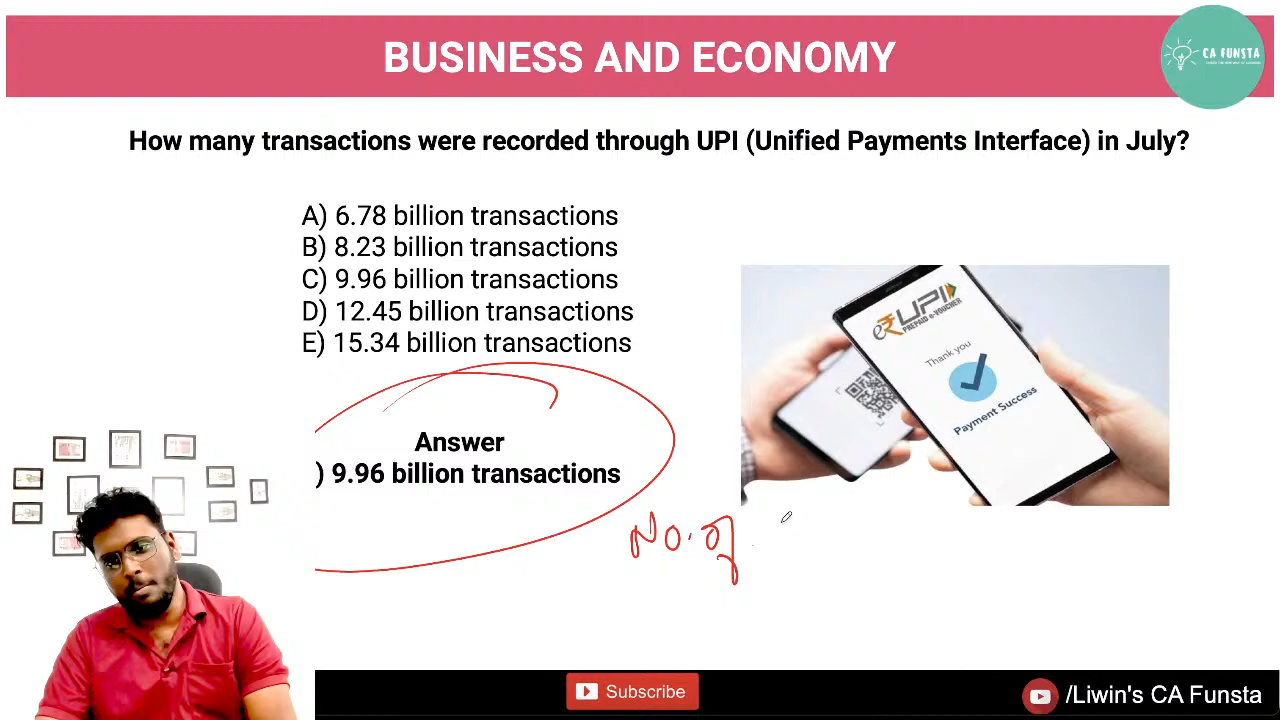 BUSINESS AND ECONOMY
CA FUNSTA
How many transactions were recorded through UPI (Unified Payments Interface) in July?
A) 6.78 billion transactions
B) 8.23 billion transactions
C) 9.96 billion transactions
D) 12.45 billion transactions
E) 15.34 billion transactions
e₹UPI
PREPAID e-VOUCHER
Thank you
Payment Success
Answer
) 9.96 billion transactions
No. of
Subscribe
/Liwin's CA Funsta